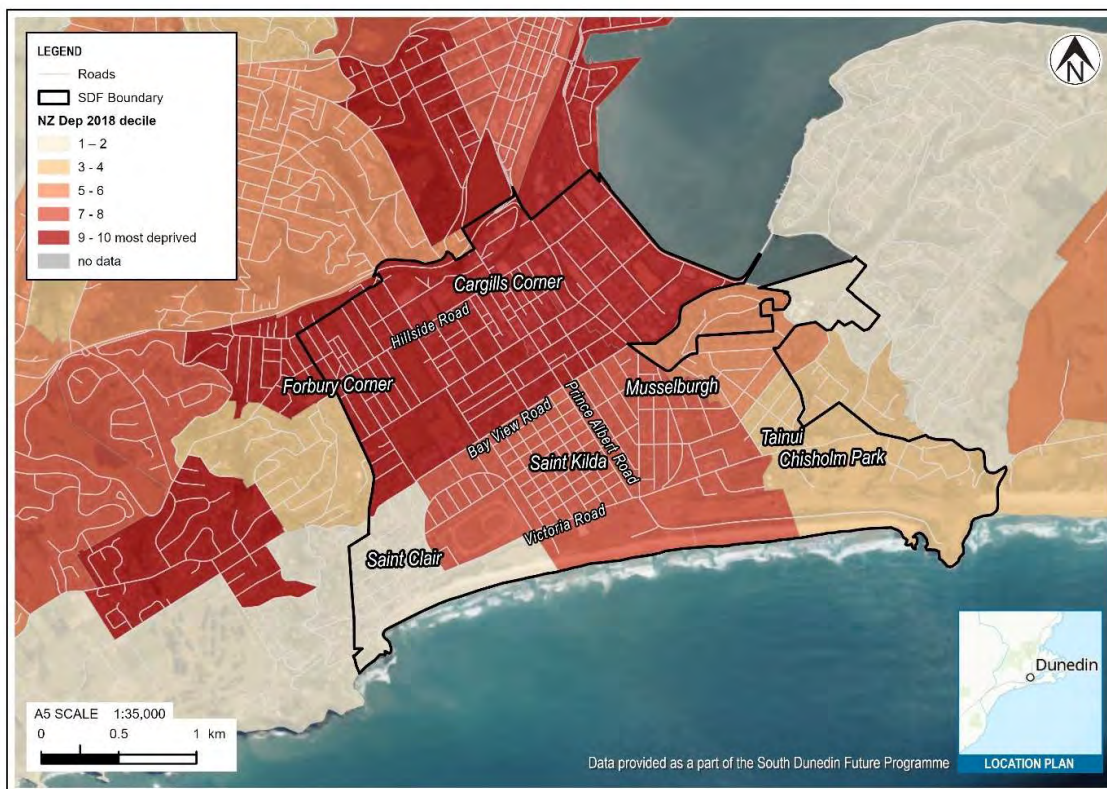 LEGEND
Roads
SDF Boundary
NZ Dep 2018 decile
1 – 2
3 - 4
5 - 6
7 - 8
9 - 10 most deprived
no data
N
Cargills Corner
Hillside Road
Forbury Corner
Musselburgh
Prince Albert Road
Bay View Road
Tainui
Saint Kilda
Chisholm Park
Victoria Road
Saint Clair
A5 SCALE 1:35,000
0 0.5 1 km
Data provided as a part of the South Dunedin Future Programme
Dunedin
LOCATION PLAN